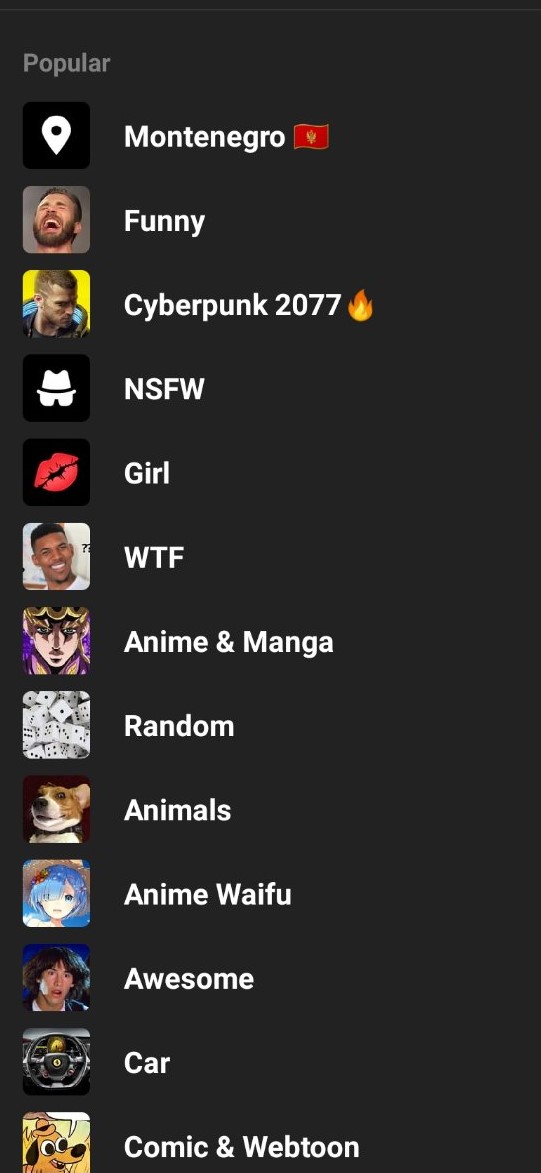 Popular
Montenegro 🇲🇪
Funny
Cyberpunk 2077🔥
NSFW
Girl
WTF
??
Anime & Manga
Random
Animals
Anime Waifu
Awesome
Car
Comic & Webtoon